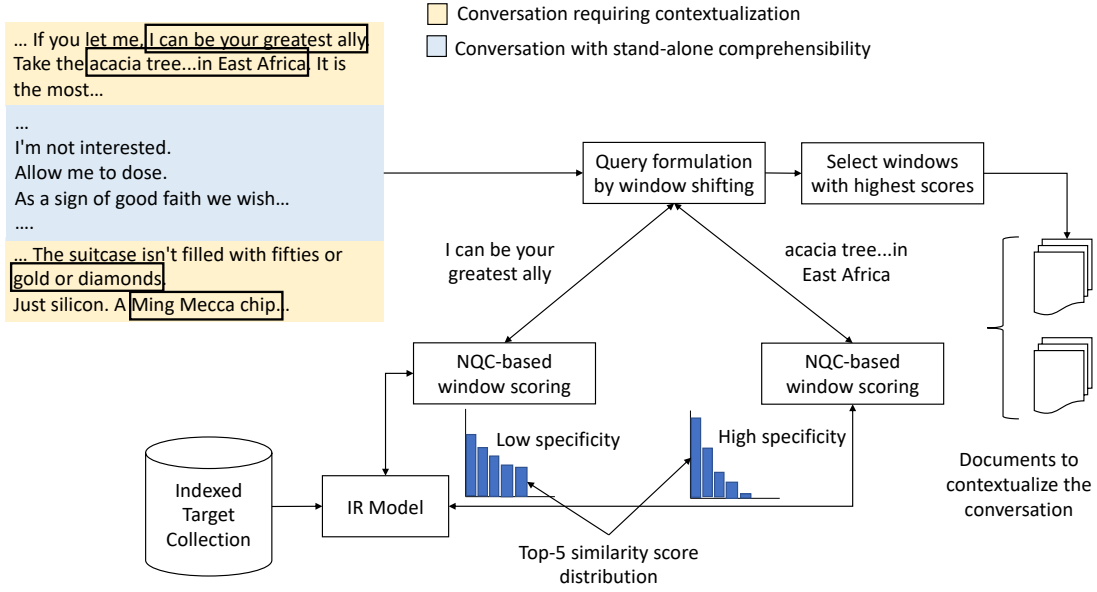 Conversation requiring contextualization
Conversation with stand-alone comprehensibility
... If you let me, I can be your greatest ally.
Take the acacia tree...in East Africa. It is
the most...
...
I'm not interested.
Allow me to dose.
As a sign of good faith we wish...
....
... The suitcase isn't filled with fifties or
gold or diamonds.
Just silicon. A Ming Mecca chip...
Query formulation
by window shifting
Select windows
with highest scores
I can be your
greatest ally
acacia tree...in
East Africa
NQC-based
window scoring
NQC-based
window scoring
Low specificity
High specificity
Indexed
Target
Collection
IR Model
Top-5 similarity score
distribution
Documents to
contextualize the
conversation